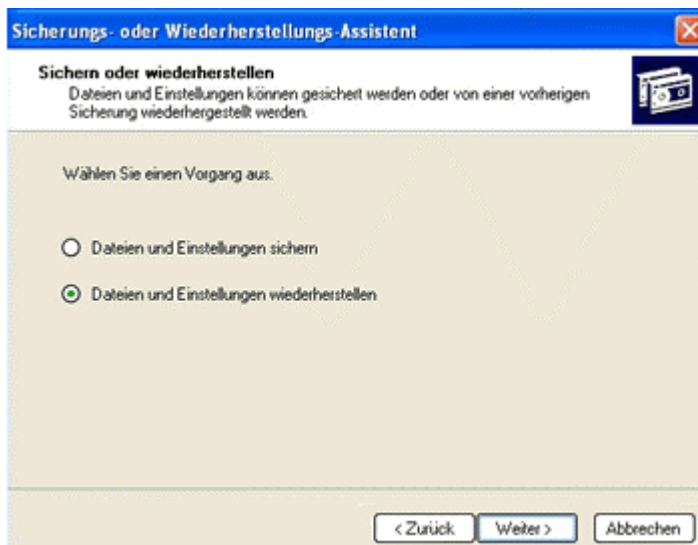 Sicherungs- oder Wiederherstellungs-Assistent
Sichern oder wiederherstellen
Dateien und Einstellungen können gesichert werden oder von einer vorherigen
Sicherung wiederhergestellt werden.
Wählen Sie einen Vorgang aus.
Dateien und Einstellungen sichern
Dateien und Einstellungen wiederherstellen
< Zurück
Weiter >
Abbrechen